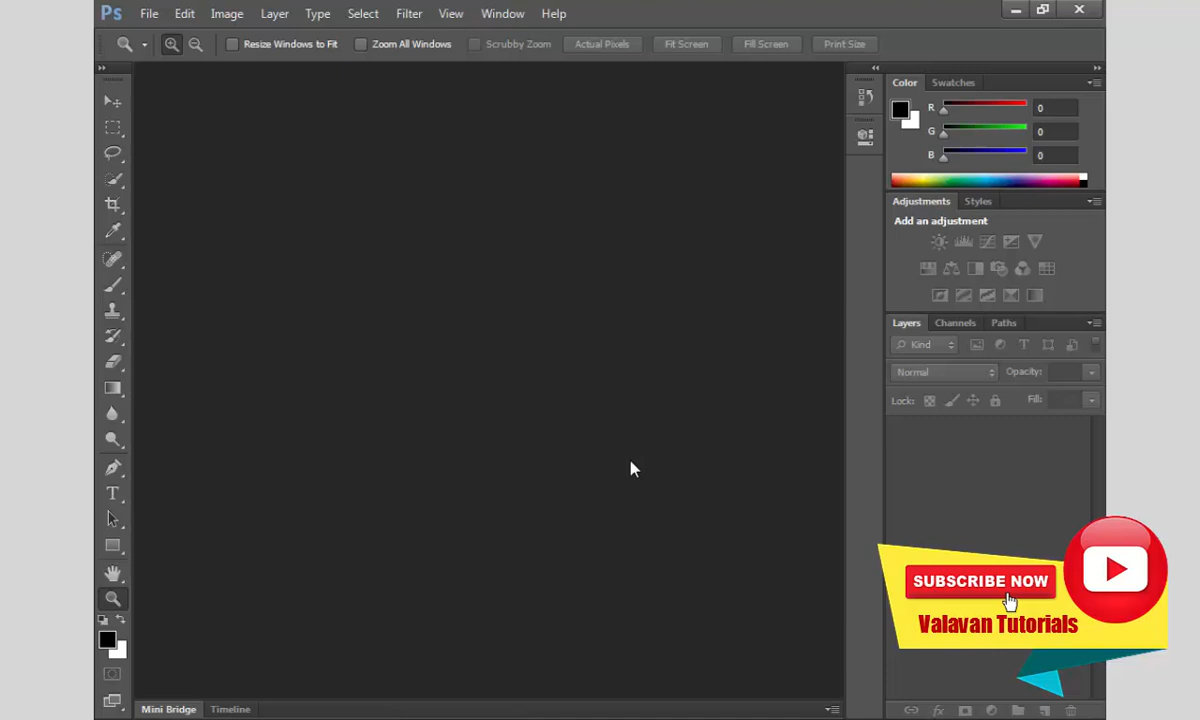 Ps File Edit Image Layer Type Select Filter View Window Help
Resize Windows to Fit Zoom All Windows Scrubby Zoom Actual Pixels Fit Screen Fill Screen Print Size
Color Swatches
R 0
G 0
B 0
Adjustments Styles
Add an adjustment
Layers Channels Paths
Kind T
Normal Opacity:
Lock: Fill:
T
SUBSCRIBE NOW
Valavan Tutorials
Mini Bridge Timeline
fx